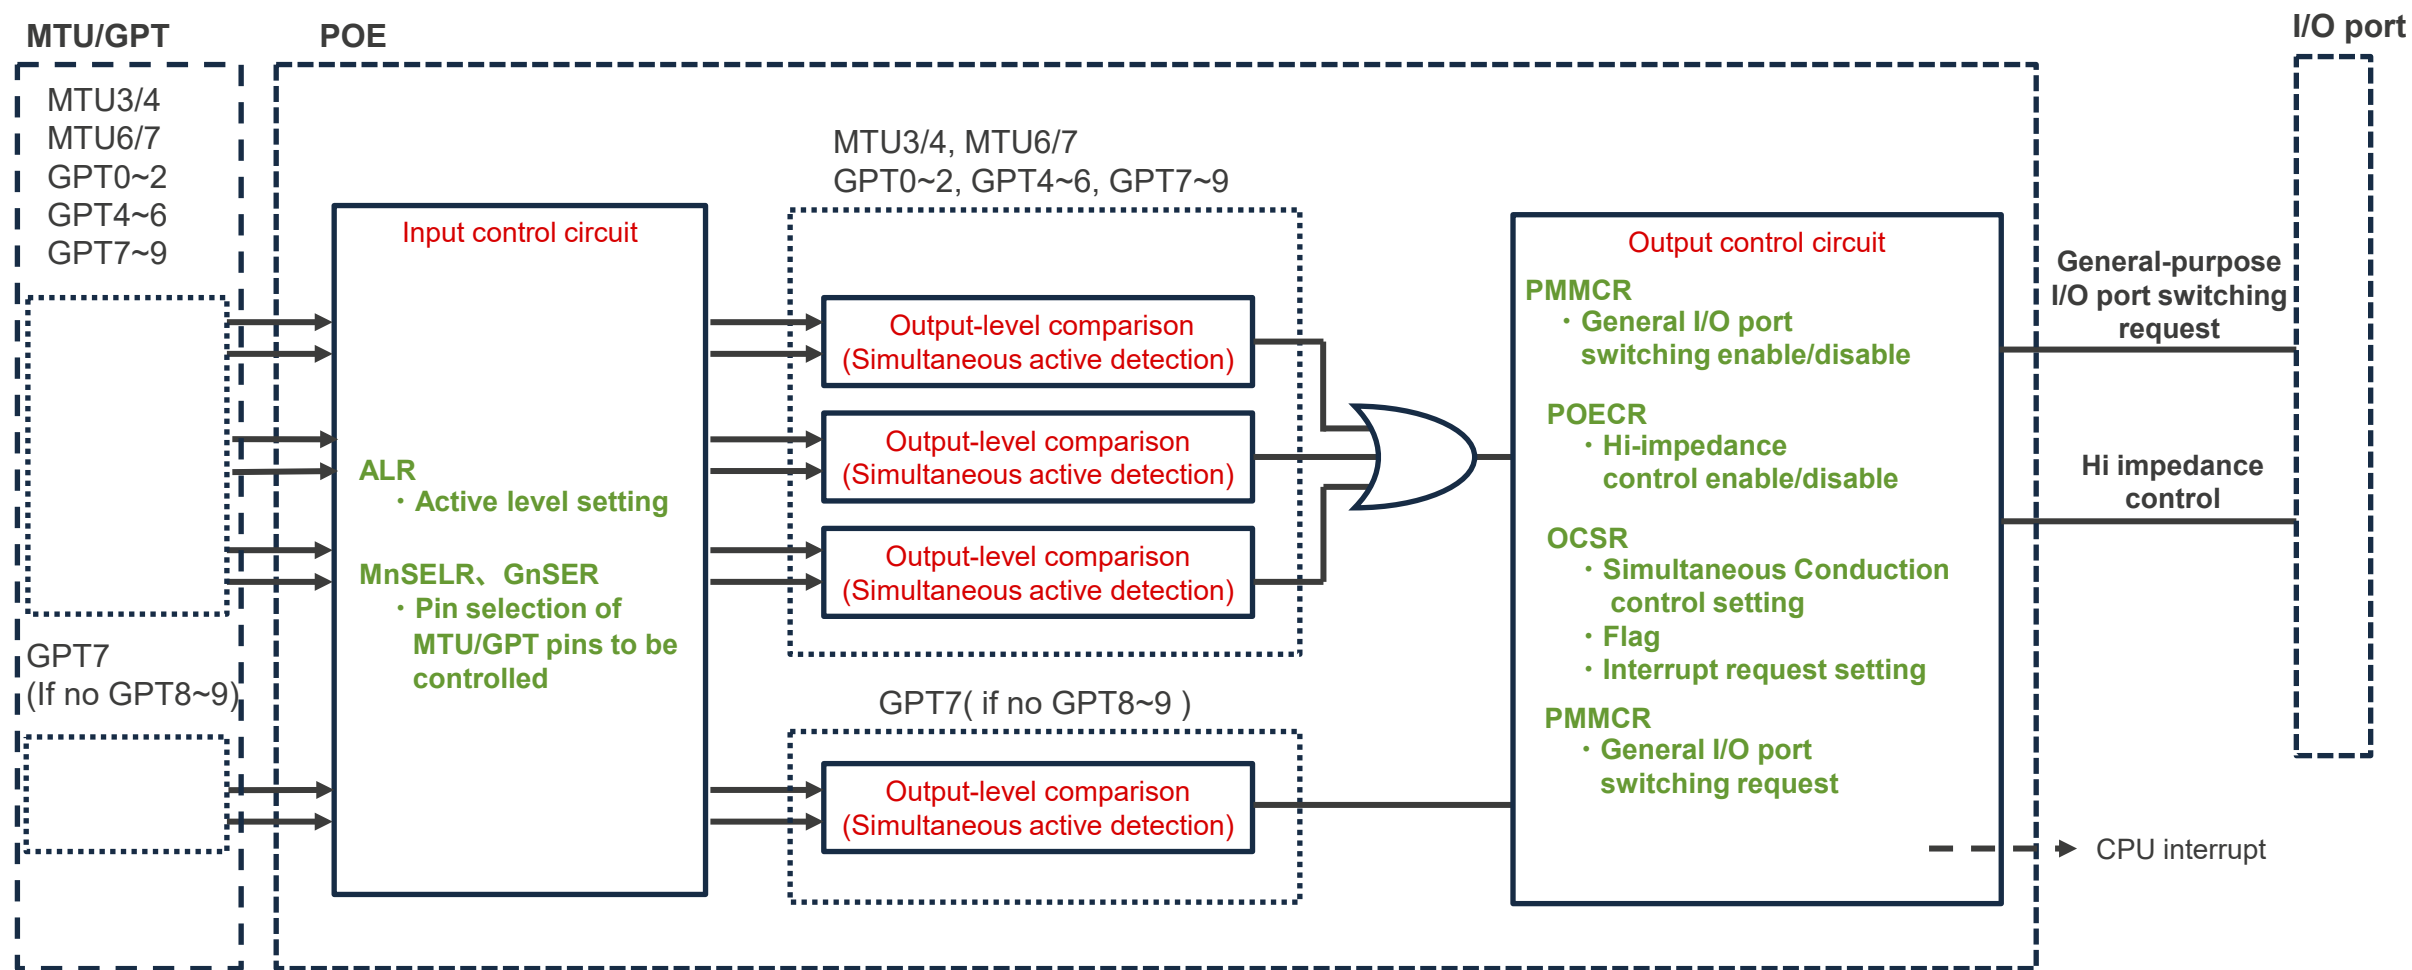 MTU/GPT
POE
I/O port
MTU3/4
MTU6/7
GPT0~2
GPT4~6
GPT7~9
GPT7
(If no GPT8~9)
Input control circuit
ALR
・Active level setting
MnSELR、GnSER
・Pin selection of
MTU/GPT pins to be
controlled
MTU3/4, MTU6/7
GPT0~2, GPT4~6, GPT7~9
Output-level comparison
(Simultaneous active detection)
Output-level comparison
(Simultaneous active detection)
Output-level comparison
(Simultaneous active detection)
GPT7( if no GPT8~9 )
Output-level comparison
(Simultaneous active detection)
Output control circuit
PMMCR
・General I/O port
switching enable/disable
POECR
・Hi-impedance
control enable/disable
OCSR
・Simultaneous Conduction
control setting
・Flag
・Interrupt request setting
PMMCR
・General I/O port
switching request
General-purpose
I/O port switching
request
Hi impedance
control
CPU interrupt